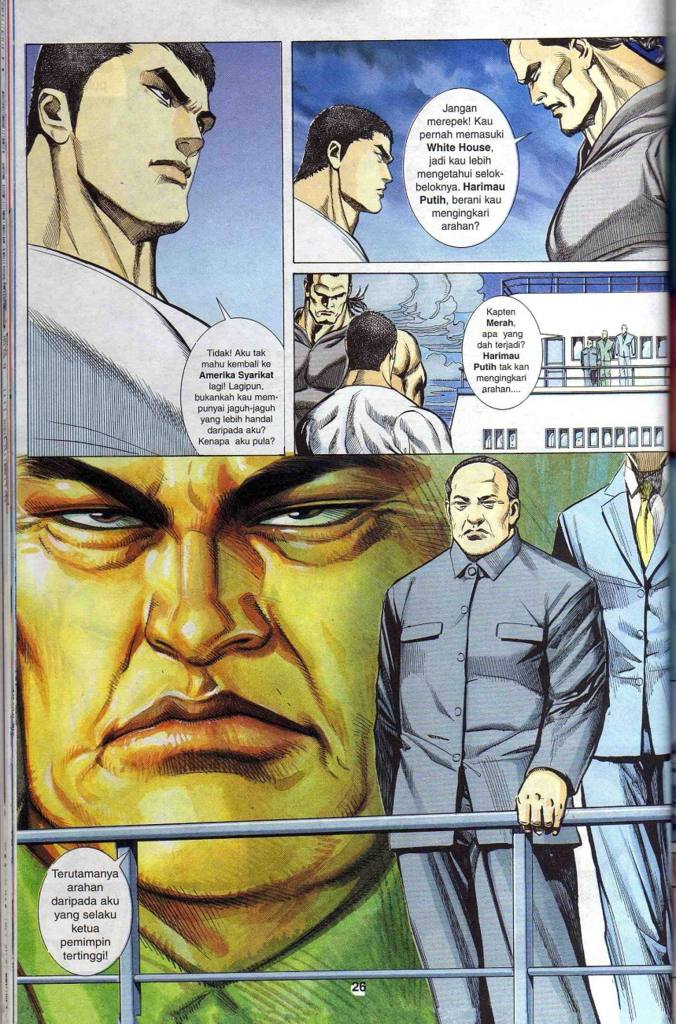 Tidak! Aku tak
mahu kembali ke
Amerika Syarikat
lagi! Lagipun,
bukankah kau mem-
punyai jaguh-jaguh
yang lebih handal
daripada aku?
Kenapa aku pula?
Jangan
merepek! Kau
pernah memasuki
White House,
jadi kau lebih
mengetahui selok-
beloknya. Harimau
Putih, berani kau
mengingkari
arahan?
Kapten
Merah,
apa yang
dah terjadi?
Harimau
Putih tak kan
mengingkari
arahan....
Terutamanya
arahan
daripada aku
yang selaku
ketua
pemimpin
tertinggi!
26